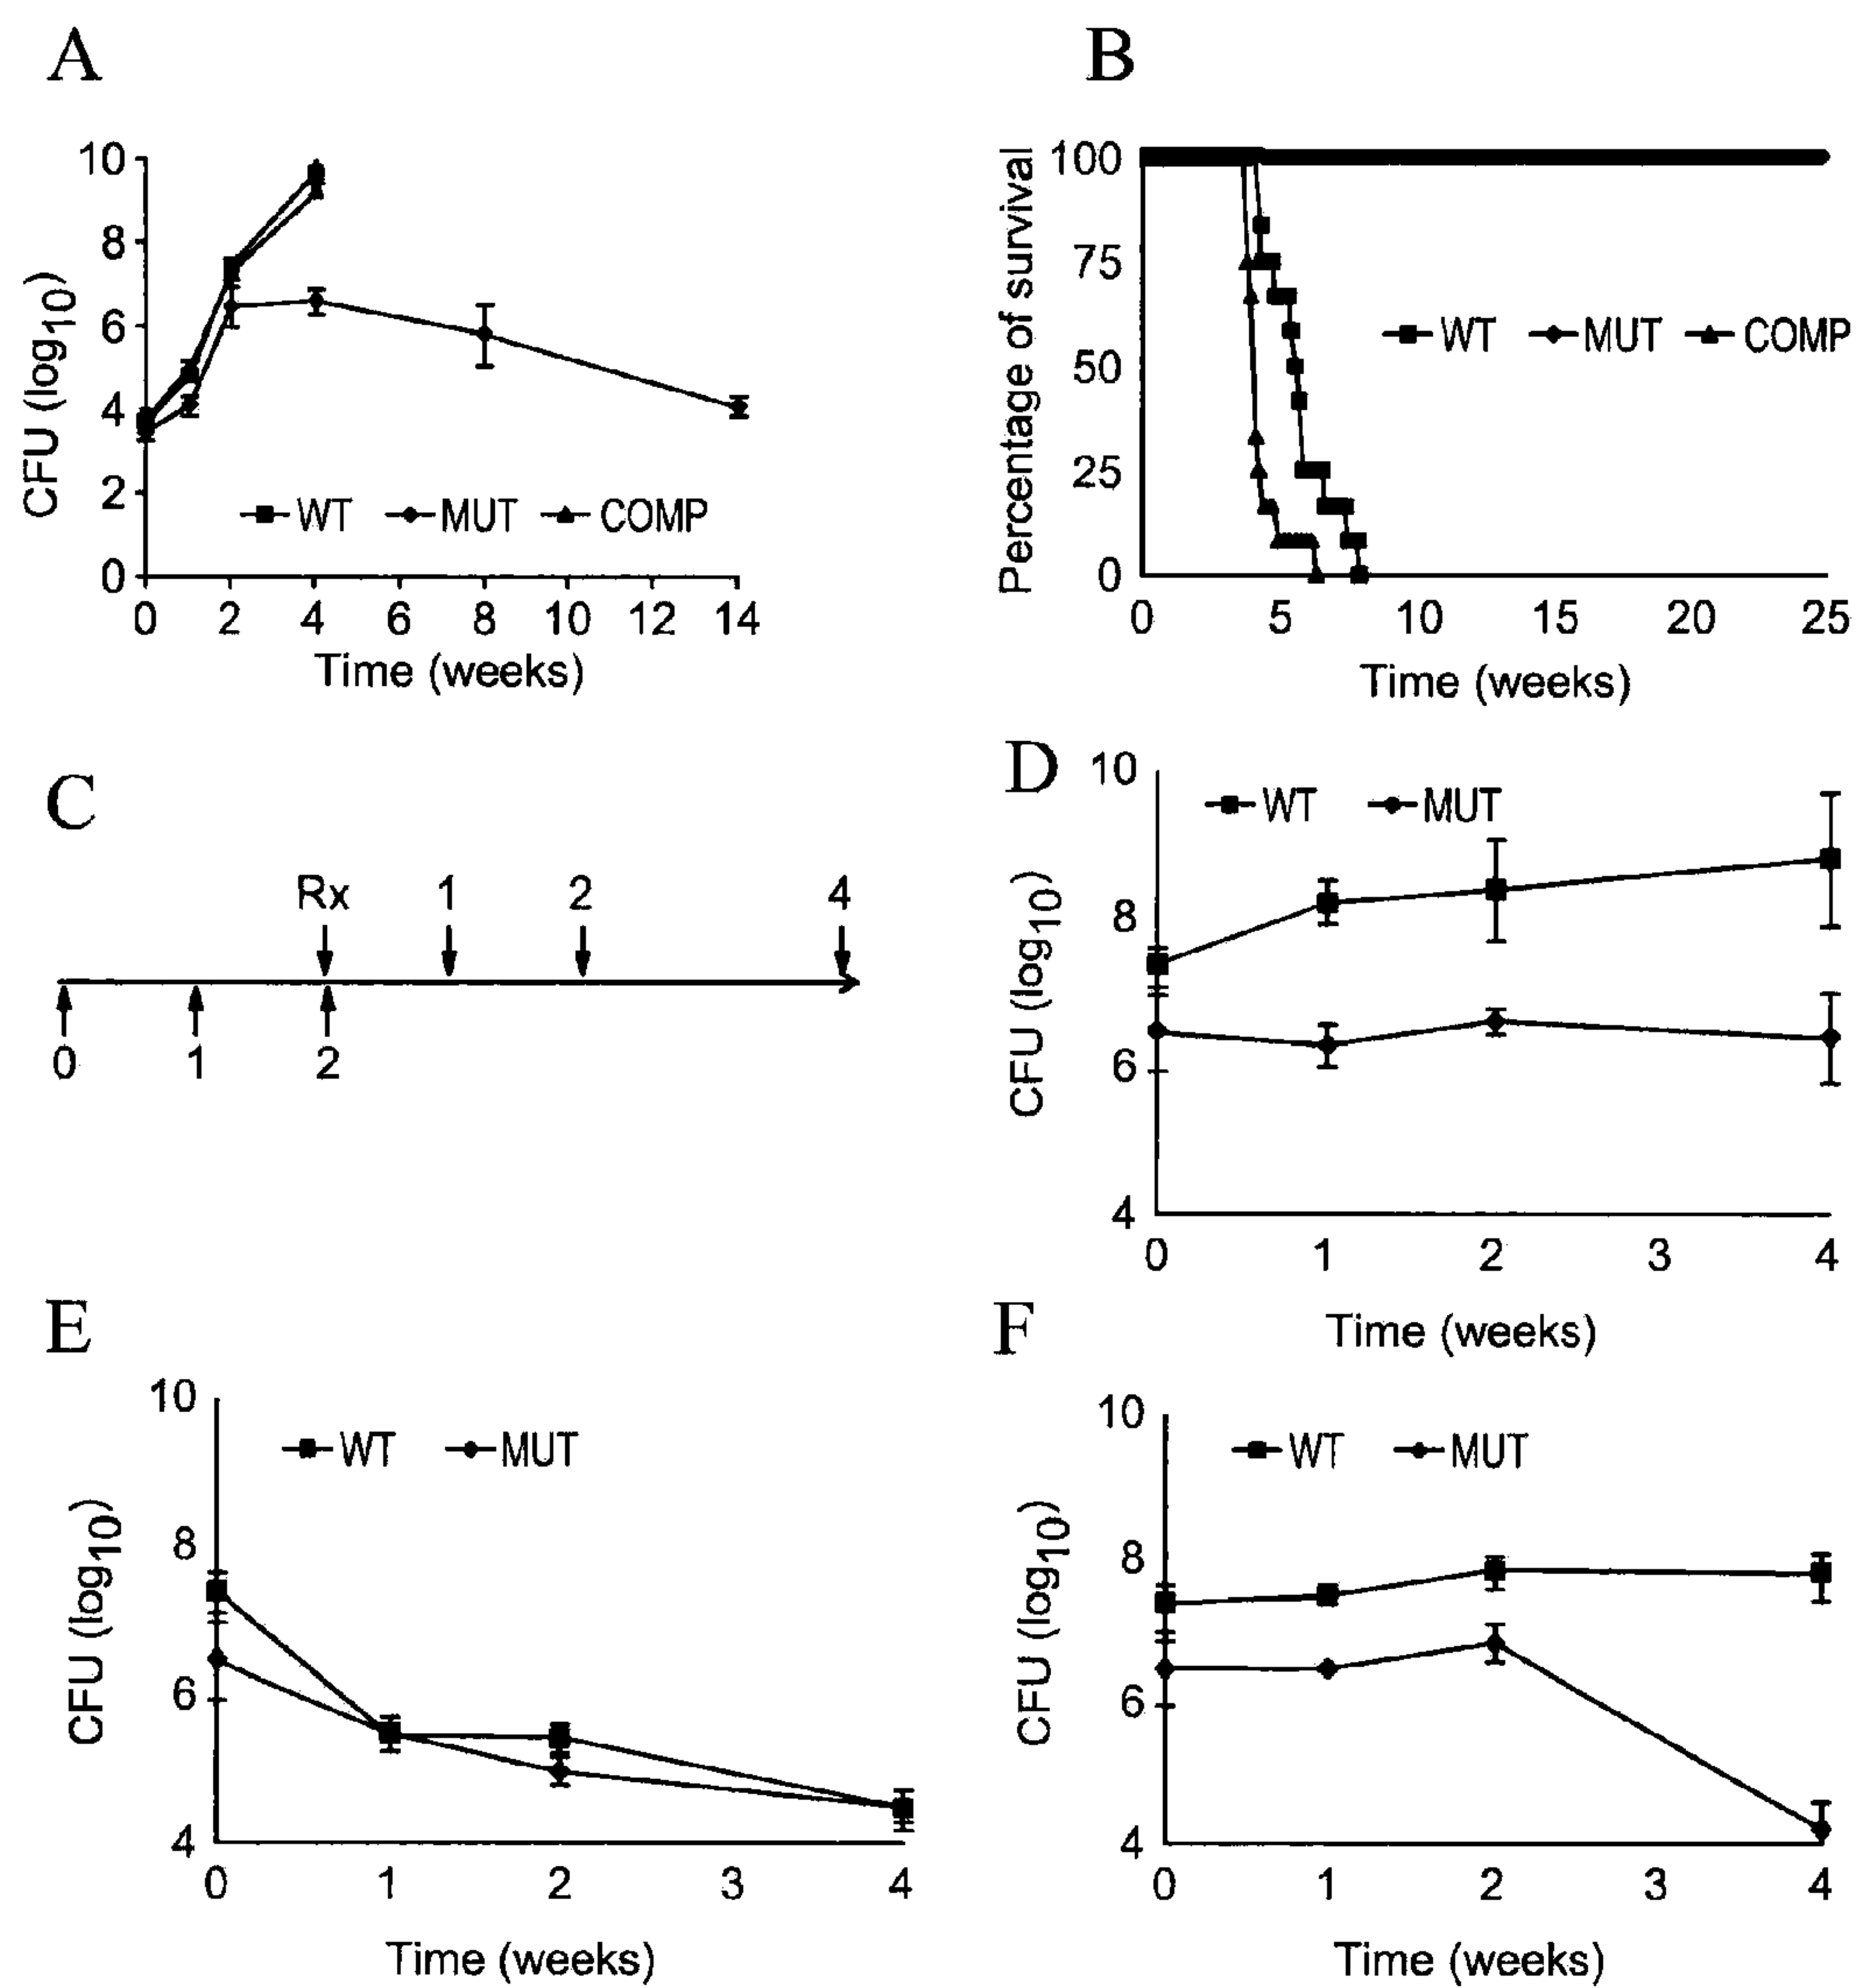 A
CFU (log10)
10
8
6
4
2
0
WT MUT COMP
0 2 4 6 8 10 12 14
Time (weeks)
B
Percentage of survival
100
75
50
25
0
WT MUT COMP
0 5 10 15 20 25
Time (weeks)
C
Rx 1 2 4
0 1 2
D
CFU (log10)
10
8
6
4
WT MUT
0 1 2 3 4
Time (weeks)
E
CFU (log10)
10
8
6
4
WT MUT
0 1 2 3 4
Time (weeks)
F
CFU (log10)
10
8
6
4
WT MUT
0 1 2 3 4
Time (weeks)